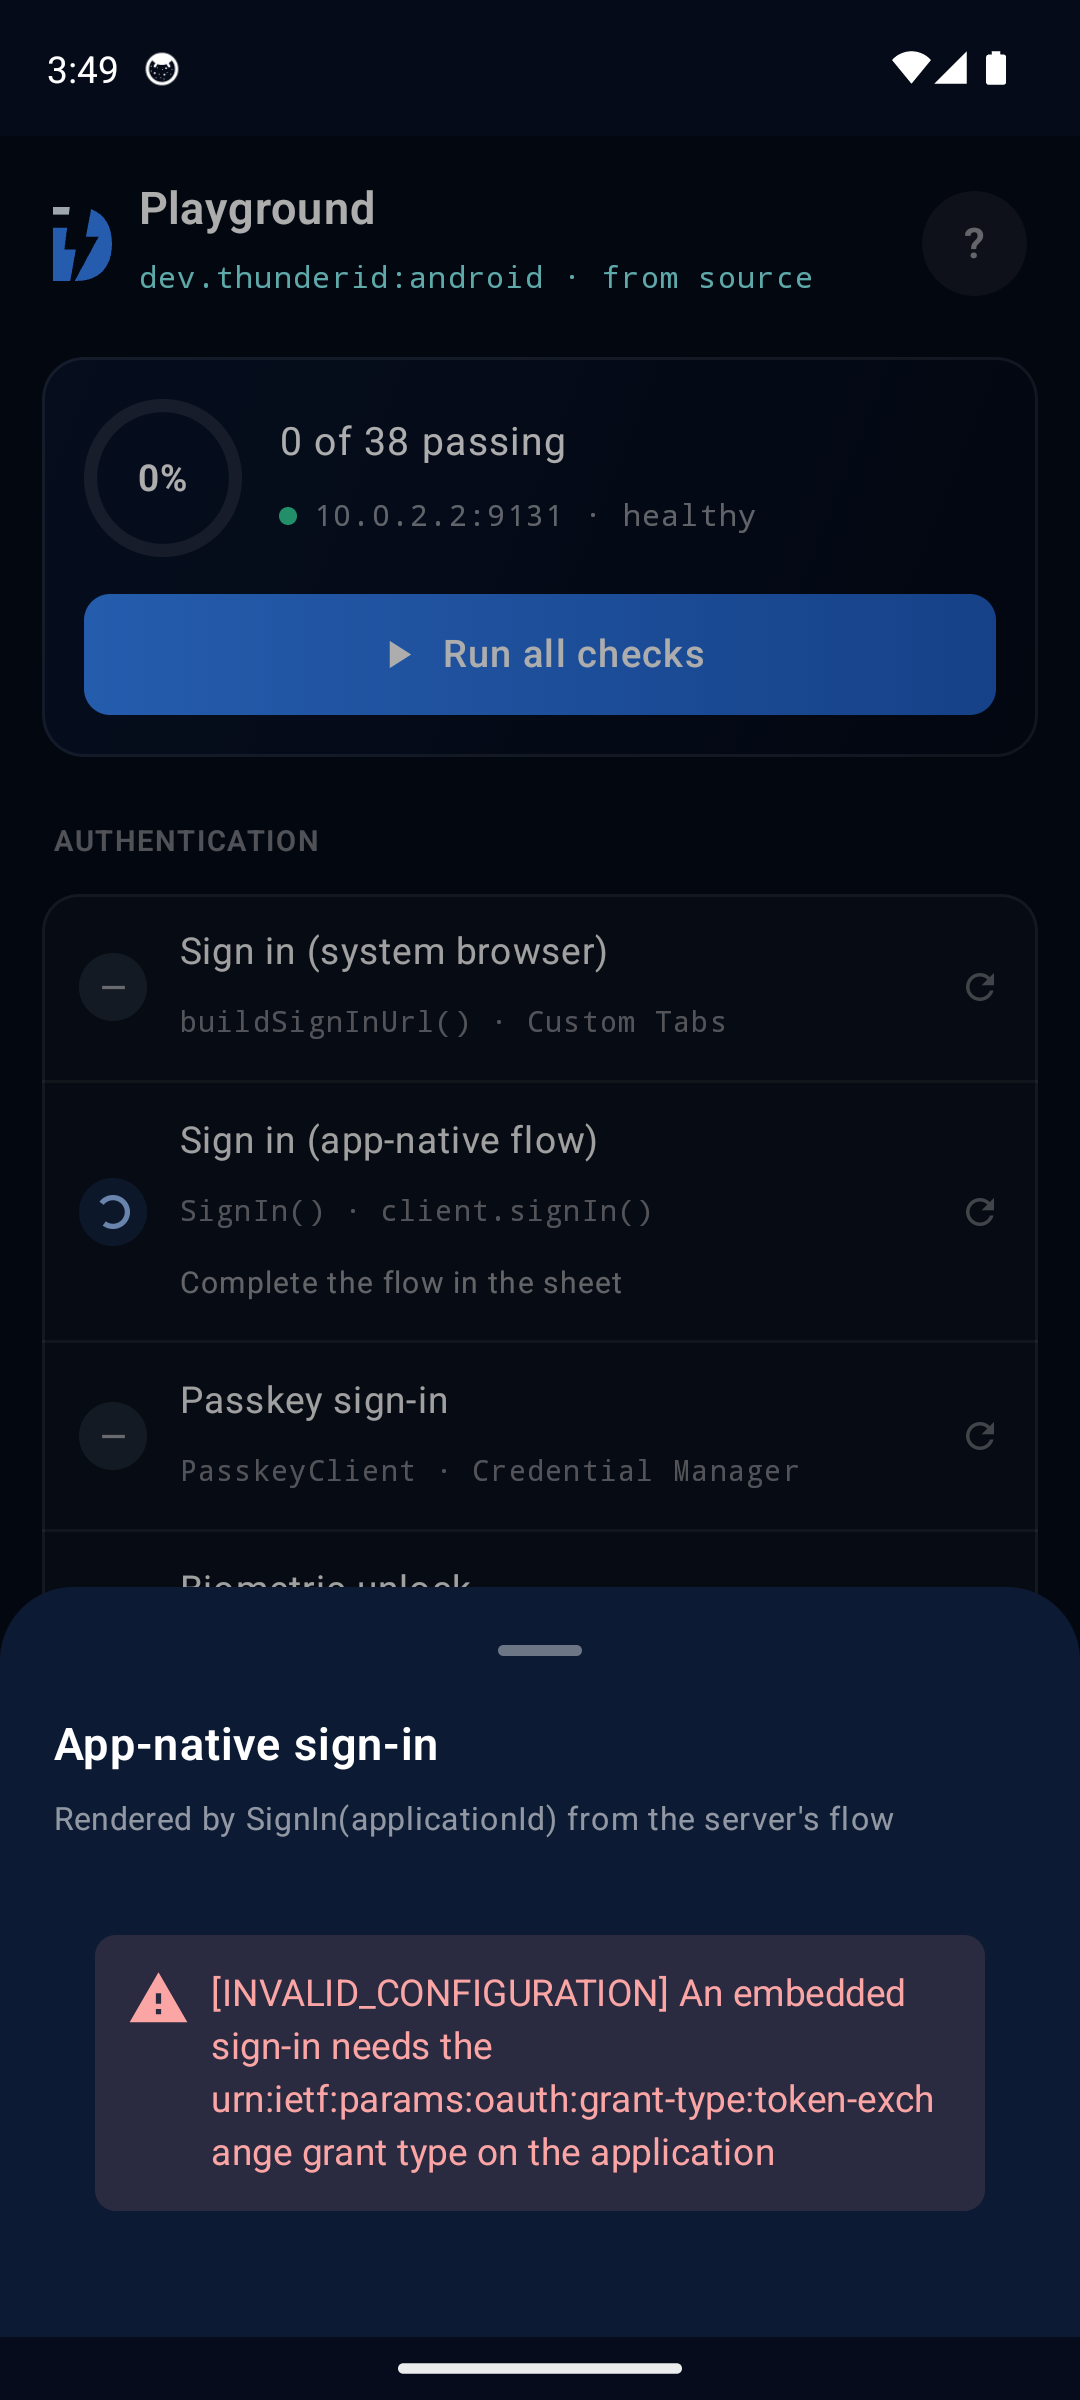 3:49
Playground
dev.thunderid:android · from source
?
0%
0 of 38 passing
10.0.2.2:9131 · healthy
Run all checks
AUTHENTICATION
Sign in (system browser)
buildSignInUrl() · Custom Tabs
Sign in (app-native flow)
SignIn() · client.signIn()
Complete the flow in the sheet
Passkey sign-in
PasskeyClient · Credential Manager
Biometric unlock
App-native sign-in
Rendered by SignIn(applicationId) from the server's flow
[INVALID_CONFIGURATION] An embedded
sign-in needs the
urn:ietf:params:oauth:grant-type:token-exch
ange grant type on the application